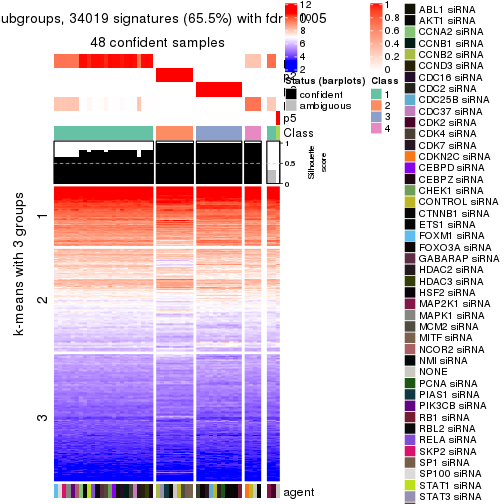 ubgroups, 34019 signatures (65.5%) with fdr
0.05
48 confident samples
p5
Class
1
0.5
0
Silhouette
score
k-means with 3 groups
1
2
3
agent
12
10
8
6
4
2
Status (barplots)
confident
ambiguous
1
0.8
0.6
0.4
0.2
0
Class
1
2
3
4
ABL1 siRNA
AKT1 siRNA
CCNA2 siRNA
CCNB1 siRNA
CCNB2 siRNA
CCND3 siRNA
CDC16 siRNA
CDC2 siRNA
CDC25B siRNA
CDC37 siRNA
CDK2 siRNA
CDK4 siRNA
CDK7 siRNA
CDKN2C siRNA
CEBPD siRNA
CEBPZ siRNA
CHEK1 siRNA
CONTROL siRNA
CTNNB1 siRNA
ETS1 siRNA
FOXM1 siRNA
FOXO3A siRNA
GABARAP siRNA
HDAC2 siRNA
HDAC3 siRNA
HSF2 siRNA
MAP2K1 siRNA
MAPK1 siRNA
MCM2 siRNA
MITF siRNA
NCOR2 siRNA
NMI siRNA
NONE
PCNA siRNA
PIAS1 siRNA
PIK3CB siRNA
RB1 siRNA
RBL2 siRNA
RELA siRNA
SKP2 siRNA
SP1 siRNA
SP100 siRNA
STAT1 siRNA
STAT3 siRNA